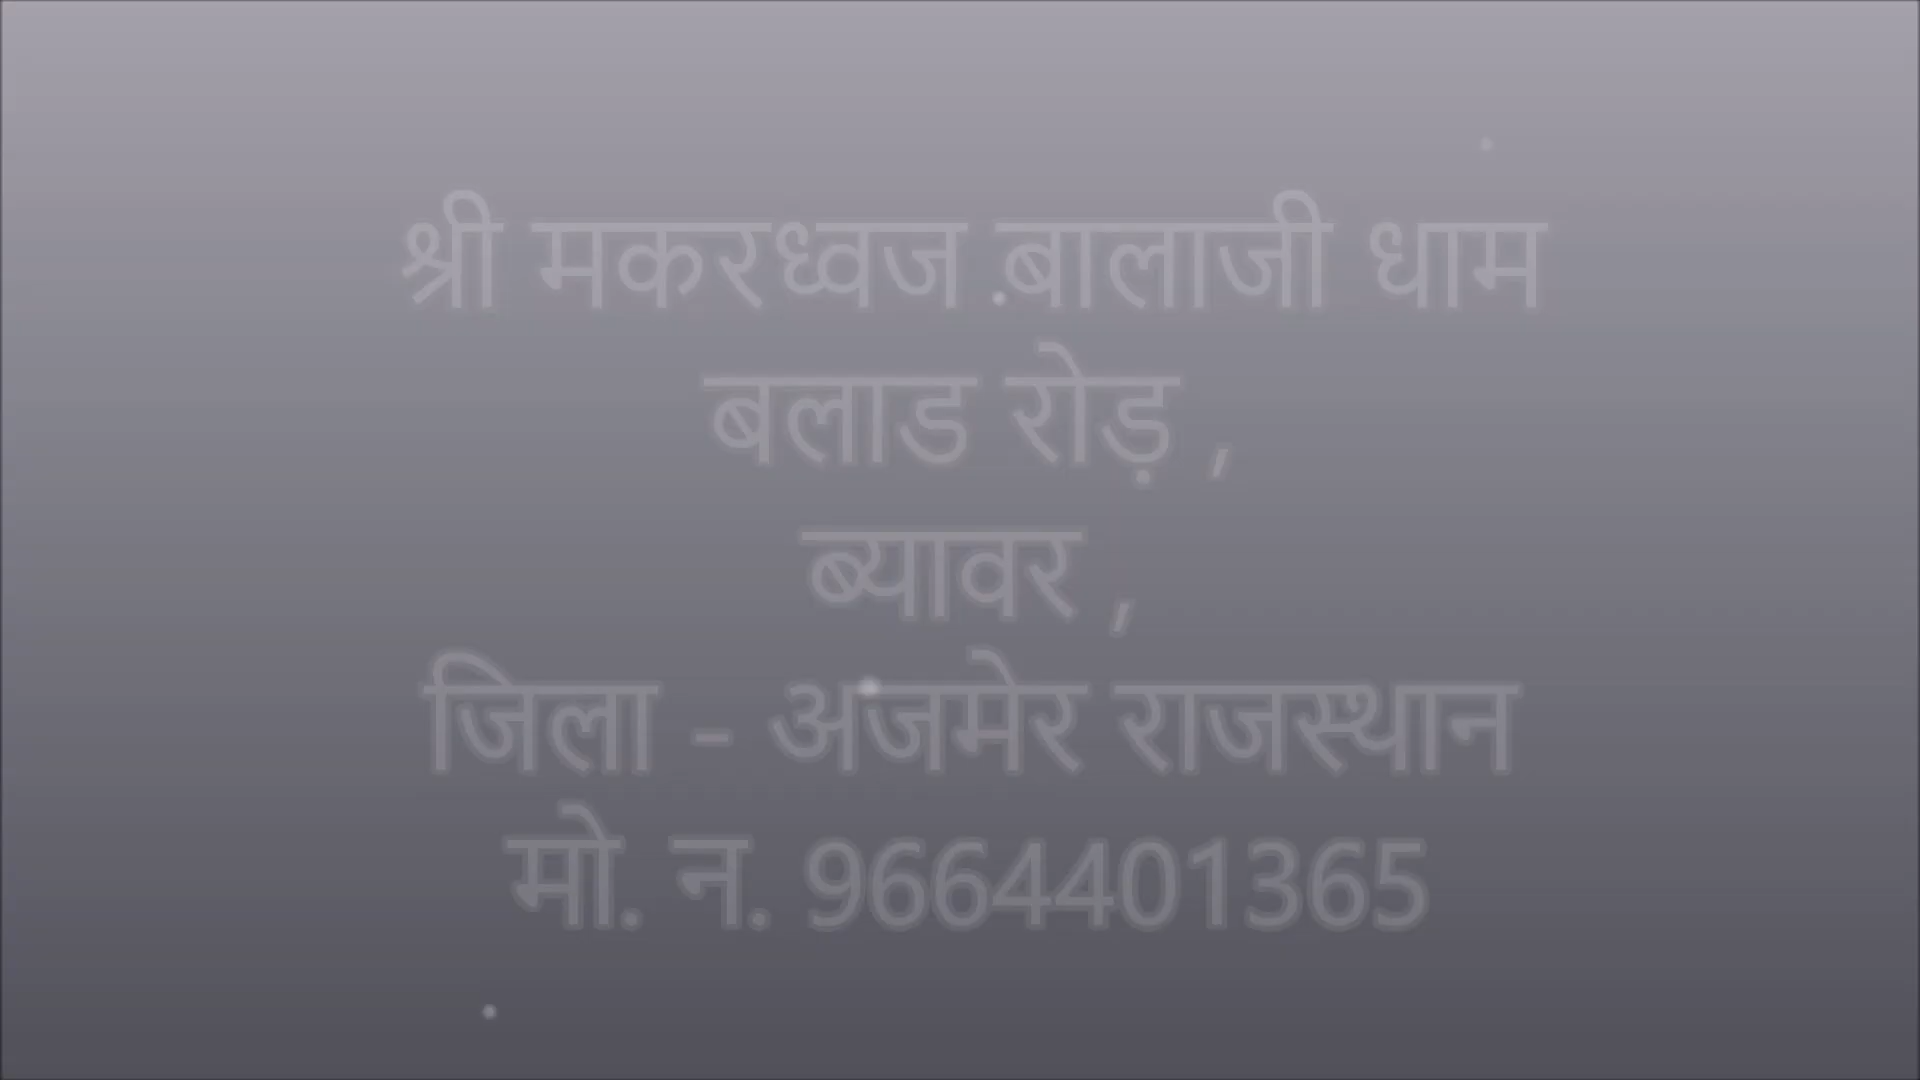 श्री मकरध्वज बालाजी धाम
बलाड रोड़ ,
ब्यावर ,
जिला - अजमेर राजस्थान
मो. न. 9664401365